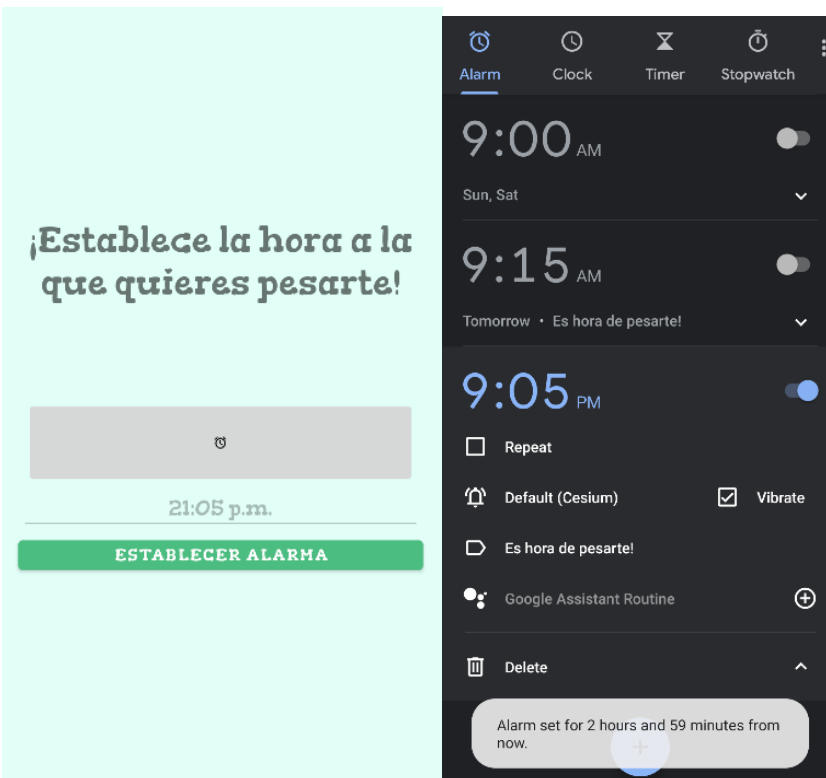 ¡Establece la hora a la
que quieres pesarte!
21:05 p.m.
ESTABLECER ALARMA
Alarm Clock Timer Stopwatch
9:00 AM
Sun, Sat
9:15 AM
Tomorrow • Es hora de pesarte!
9:05 PM
Repeat
Default (Cesium) Vibrate
Es hora de pesarte!
Google Assistant Routine
Delete
Alarm set for 2 hours and 59 minutes from
now.